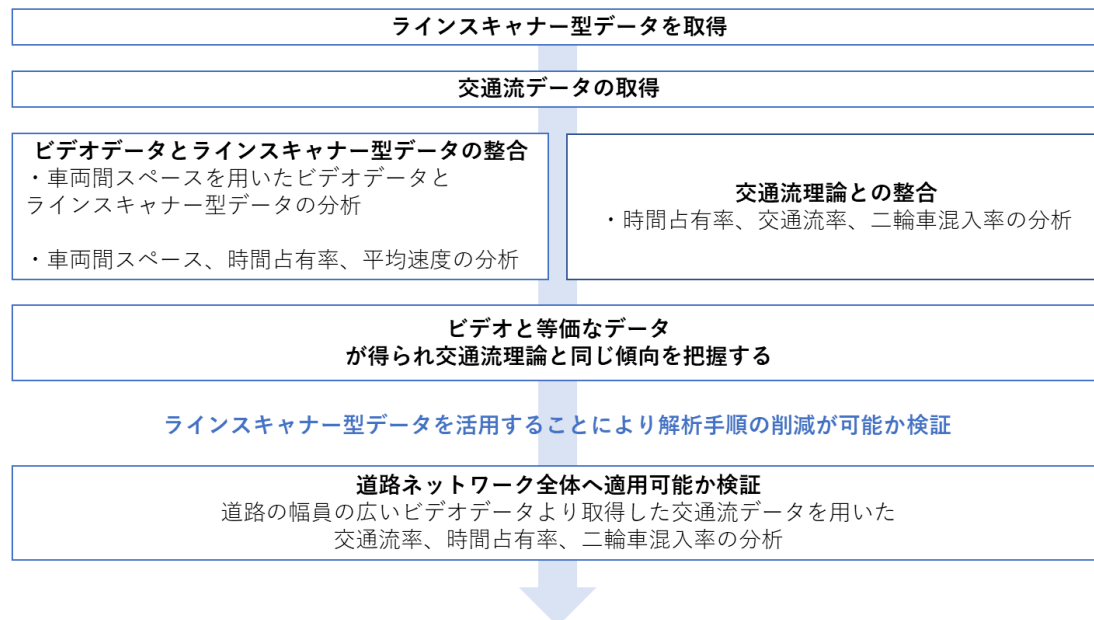 ラインスキャナー型データを取得
交通流データの取得
ビデオデータとラインスキャナー型データの整合
・車両間スペースを用いたビデオデータと
ラインスキャナー型データの分析
・車両間スペース、時間占有率、平均速度の分析
交通流理論との整合
・時間占有率、交通流率、二輪車混入率の分析
ビデオと等価なデータ
が得られ交通流理論と同じ傾向を把握する
ラインスキャナー型データを活用することにより解析手順の削減が可能か検証
道路ネットワーク全体へ適用可能か検証
道路の幅員の広いビデオデータより取得した交通流データを用いた
交通流率、時間占有率、二輪車混入率の分析